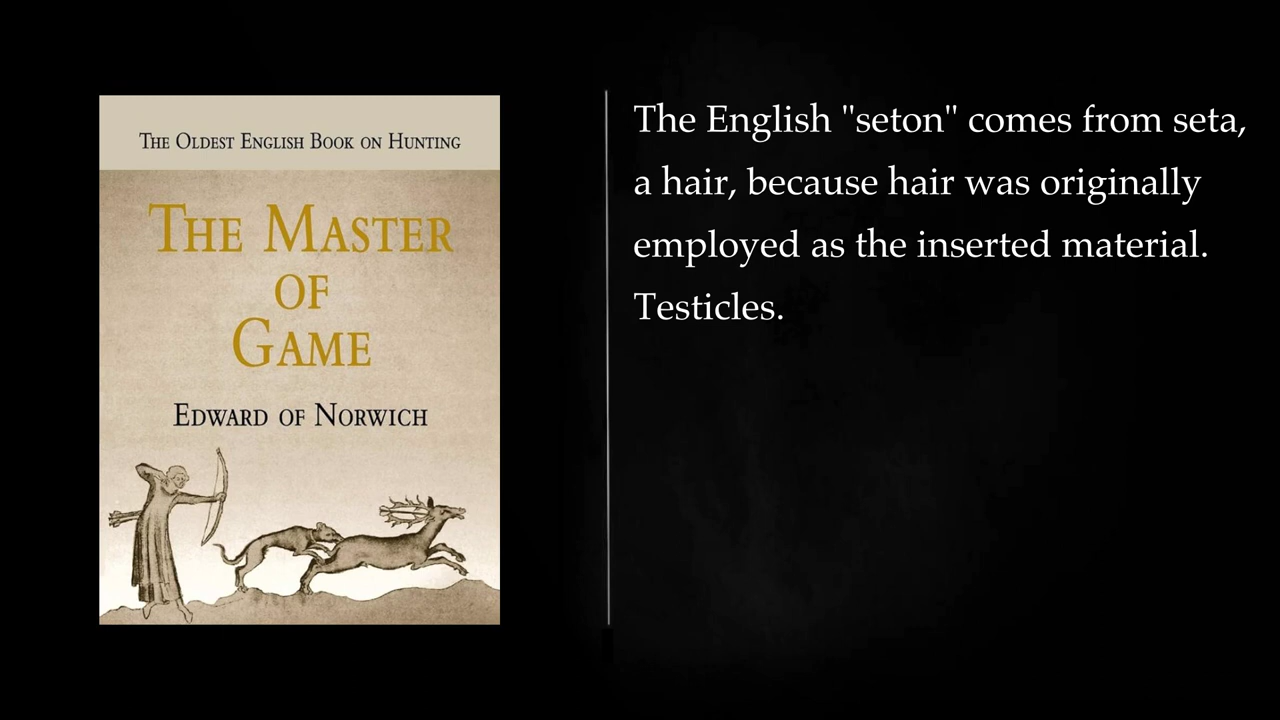 THE OLDEST ENGLISH BOOK ON HUNTING
THE MASTER
OF
GAME
EDWARD OF NORWICH
The English "seton" comes from seta,
a hair, because hair was originally
employed as the inserted material.
Testicles.